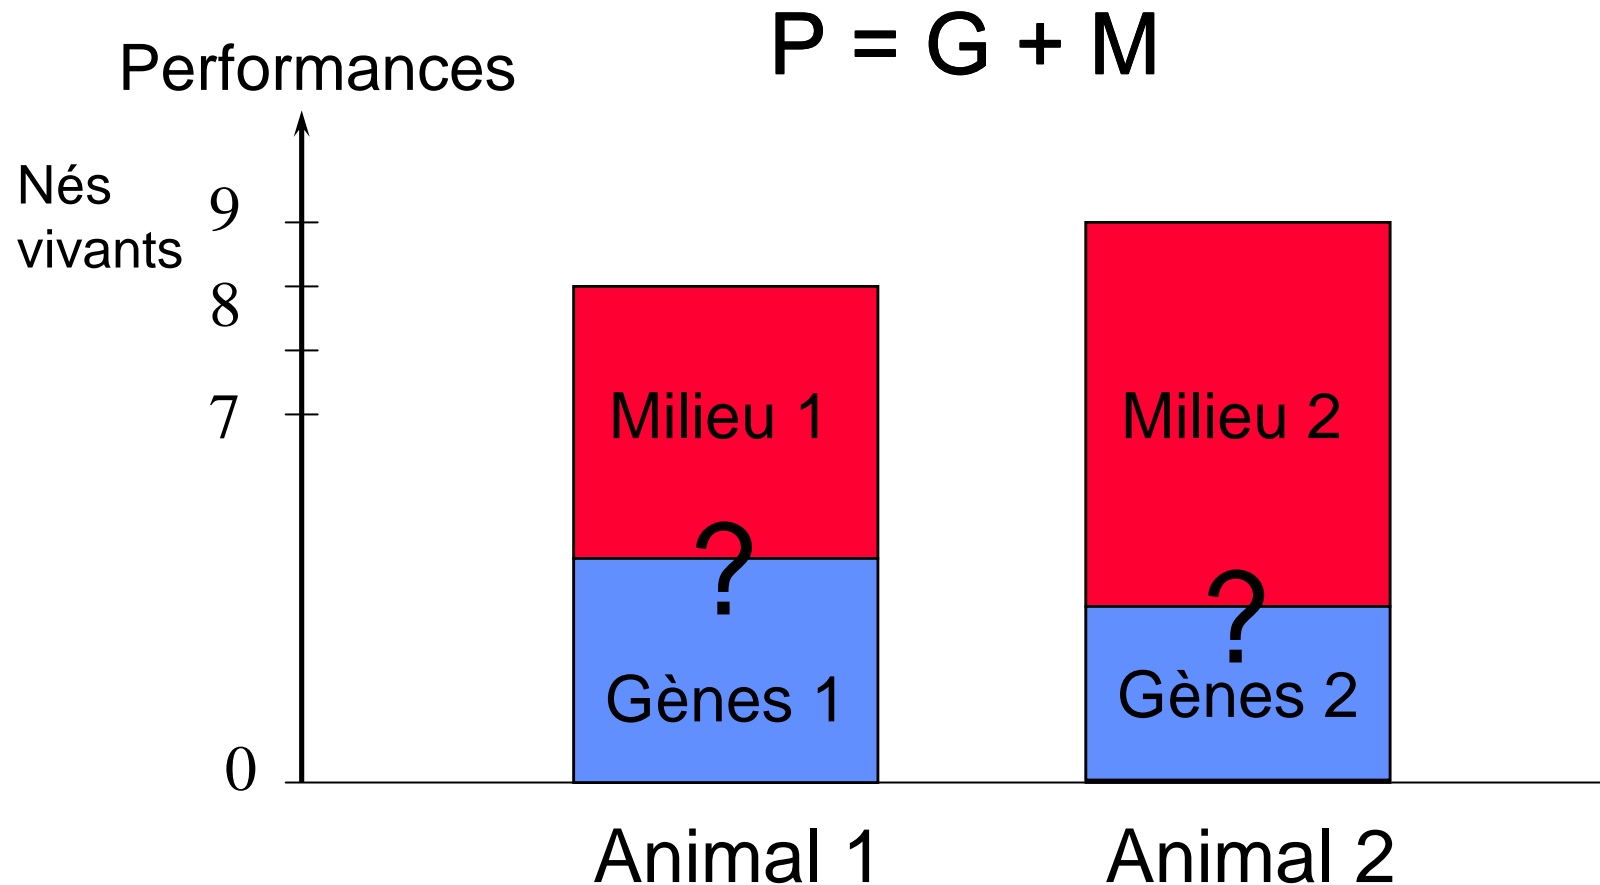 P = G + M
Performances
Nés
vivants
9
8
7
0
Milieu 1
Milieu 2
?
?
Gènes 1
Gènes 2
Animal 1
Animal 2